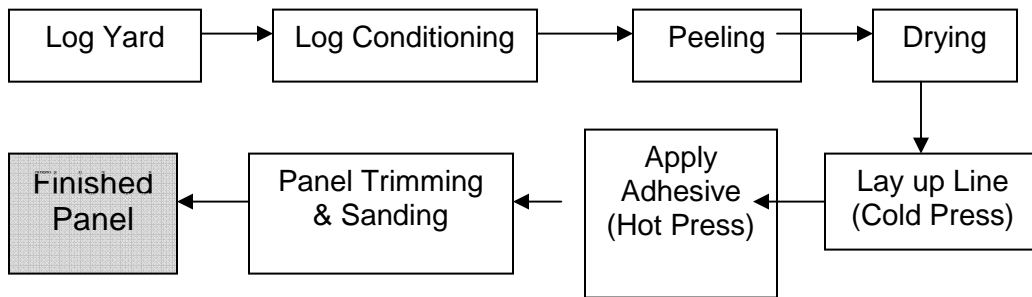 Log Yard
Log Conditioning
Peeling
Drying
Lay up Line
(Cold Press)
Apply
Adhesive
(Hot Press)
Panel Trimming
& Sanding
Finished
Panel